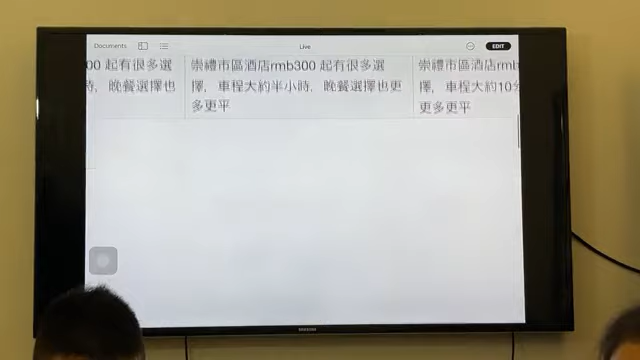 Documents
Live
EDIT
00 起有很多選
時，晚餐選擇也
崇禮市區酒店rmb300 起有很多選
擇，車程大約半小時，晚餐選擇也更
多更平
崇禮市區酒店rmb
擇，車程大約10分
更多更平
SAMSUNG